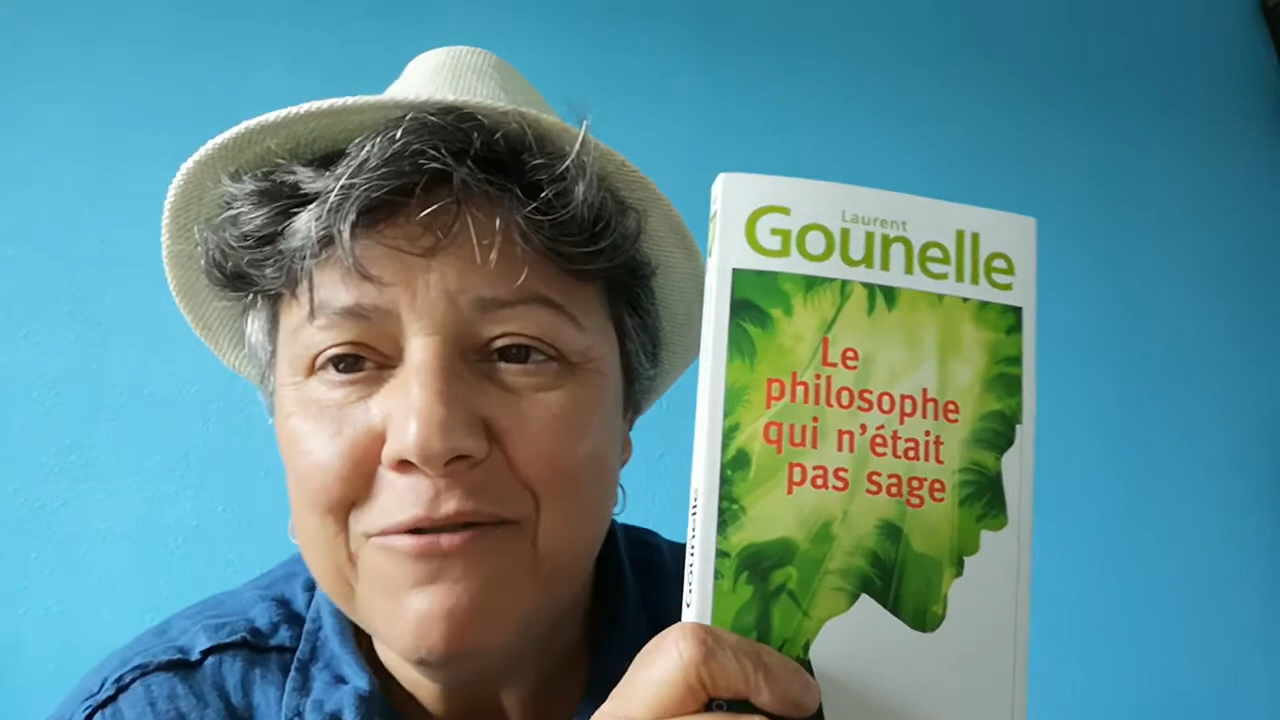 Laurent
Gounelle
Le
philosophe
qui n'était
pas sage
Gounelle